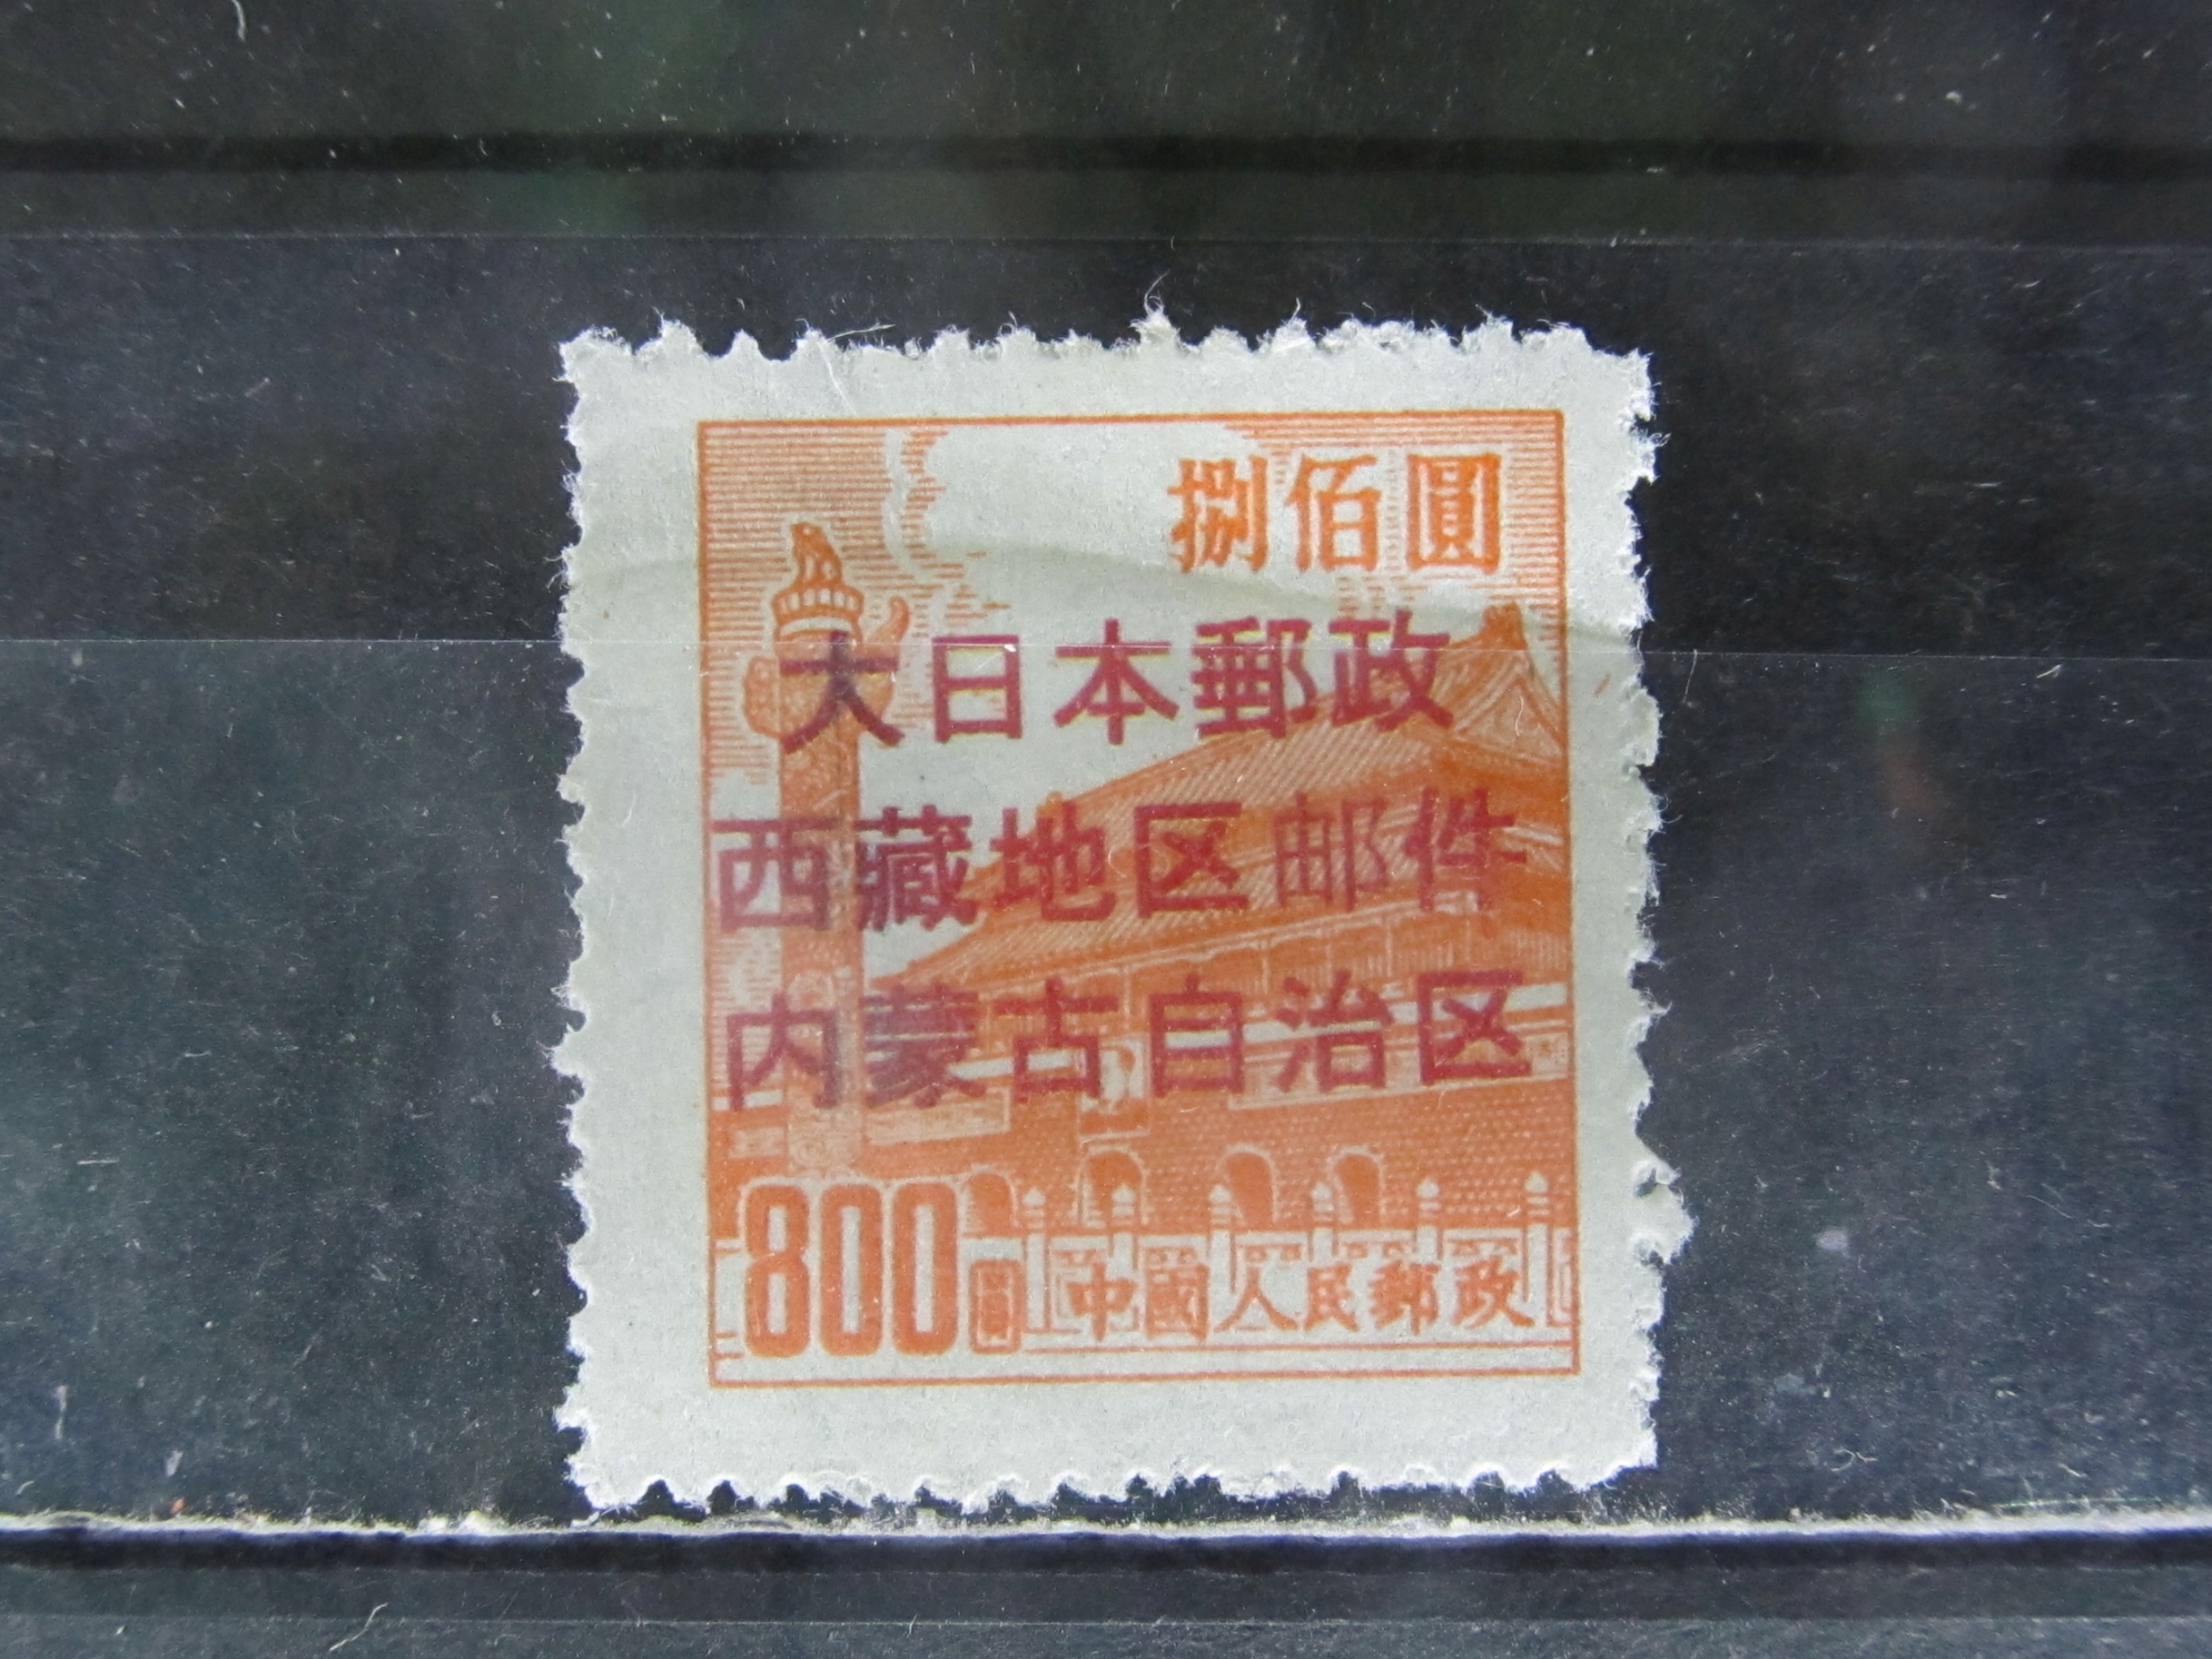 捌佰圓
大日本郵政
西藏地区邮件
内蒙古自治区
800圓 中國人民郵政